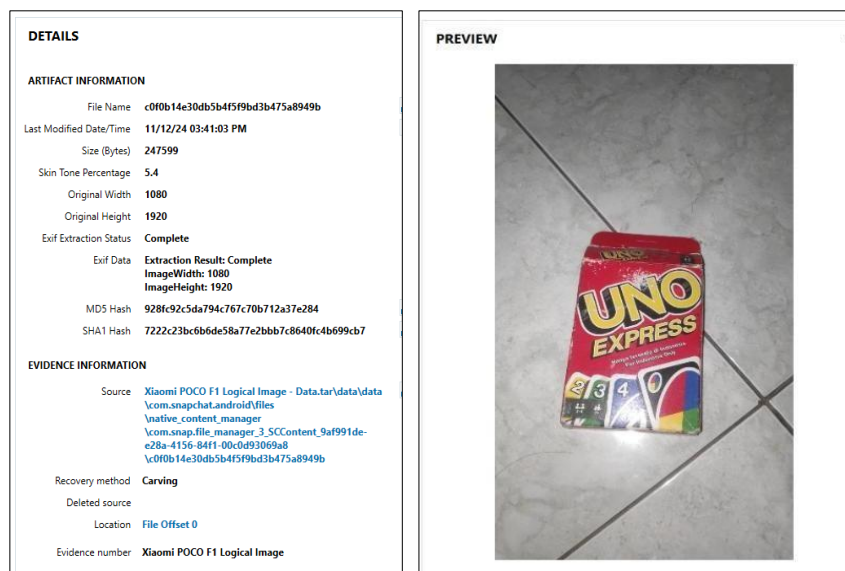 DETAILS
ARTIFACT INFORMATION
File Name c0f0b14e30db5b4f5f9bd3b475a8949b
Last Modified Date/Time 11/12/24 03:41:03 PM
Size (Bytes) 247599
Skin Tone Percentage 5.4
Original Width 1080
Original Height 1920
Exif Extraction Status Complete
Exif Data Extraction Result: Complete
ImageWidth: 1080
ImageHeight: 1920
MD5 Hash 928fc92c5da794c767c70b712a37e284
SHA1 Hash 7222c23bc6b6de58a77e2bbb7c8640fc4b699cb7
EVIDENCE INFORMATION
Source Xiaomi POCO F1 Logical Image - Data.tar\data\data
\com.snapchat.android\files
\native_content_manager
\com.snap.file_manager_3_SCContent_9af991de-
e28a-4156-84f1-00c0d93069a8
\c0f0b14e30db5b4f5f9bd3b475a8949b
Recovery method Carving
Deleted source
Location File Offset 0
Evidence number Xiaomi POCO F1 Logical Image
PREVIEW
UNO
UNO
EXPRESS
For Indonesia Only
2 3 4 0